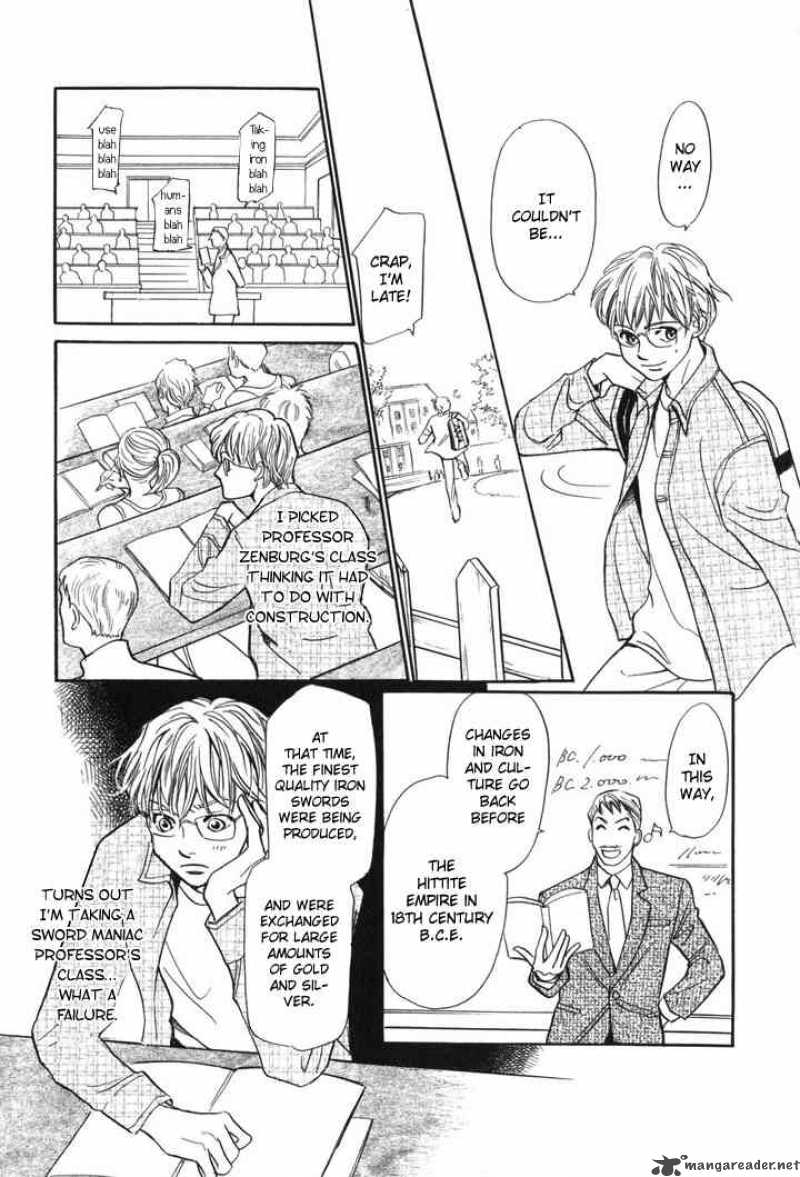 NO
WAY
...
IT
COULDN'T
BE...
CRAP,
I'M
LATE!
Tak-
ing
iron
blah
blah
hum-
ans
blah
blah
use
blah
blah
blah
I PICKED
PROFESSOR
ZENBURG'S CLASS
THINKING IT HAD
TO DO WITH
CONSTRUCTION.
IN
THIS
WAY,
B.C. 1.000
B.C. 2.000
CHANGES
IN IRON
AND CUL-
TURE GO
BACK
BEFORE
THE
HITTITE
EMPIRE IN
18TH CENTURY
B.C.E.
AT
THAT TIME,
THE FINEST
QUALITY IRON
SWORDS
WERE BEING
PRODUCED,
AND WERE
EXCHANGED
FOR LARGE
AMOUNTS
OF GOLD
AND SIL-
VER.
TURNS OUT
I'M TAKING A
SWORD MANIAC
PROFESSOR'S
CLASS...
WHAT A
FAILURE.
mangareader.net